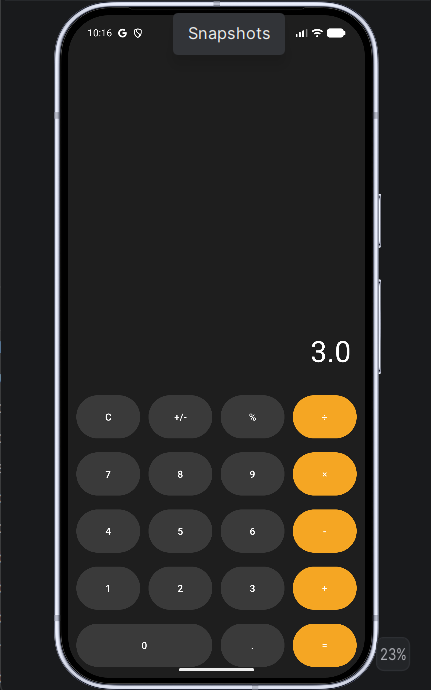 10:16 G
Snapshots
3.0
C +/- % ÷
7 8 9 ×
4 5 6 -
1 2 3 +
0 . =
23%